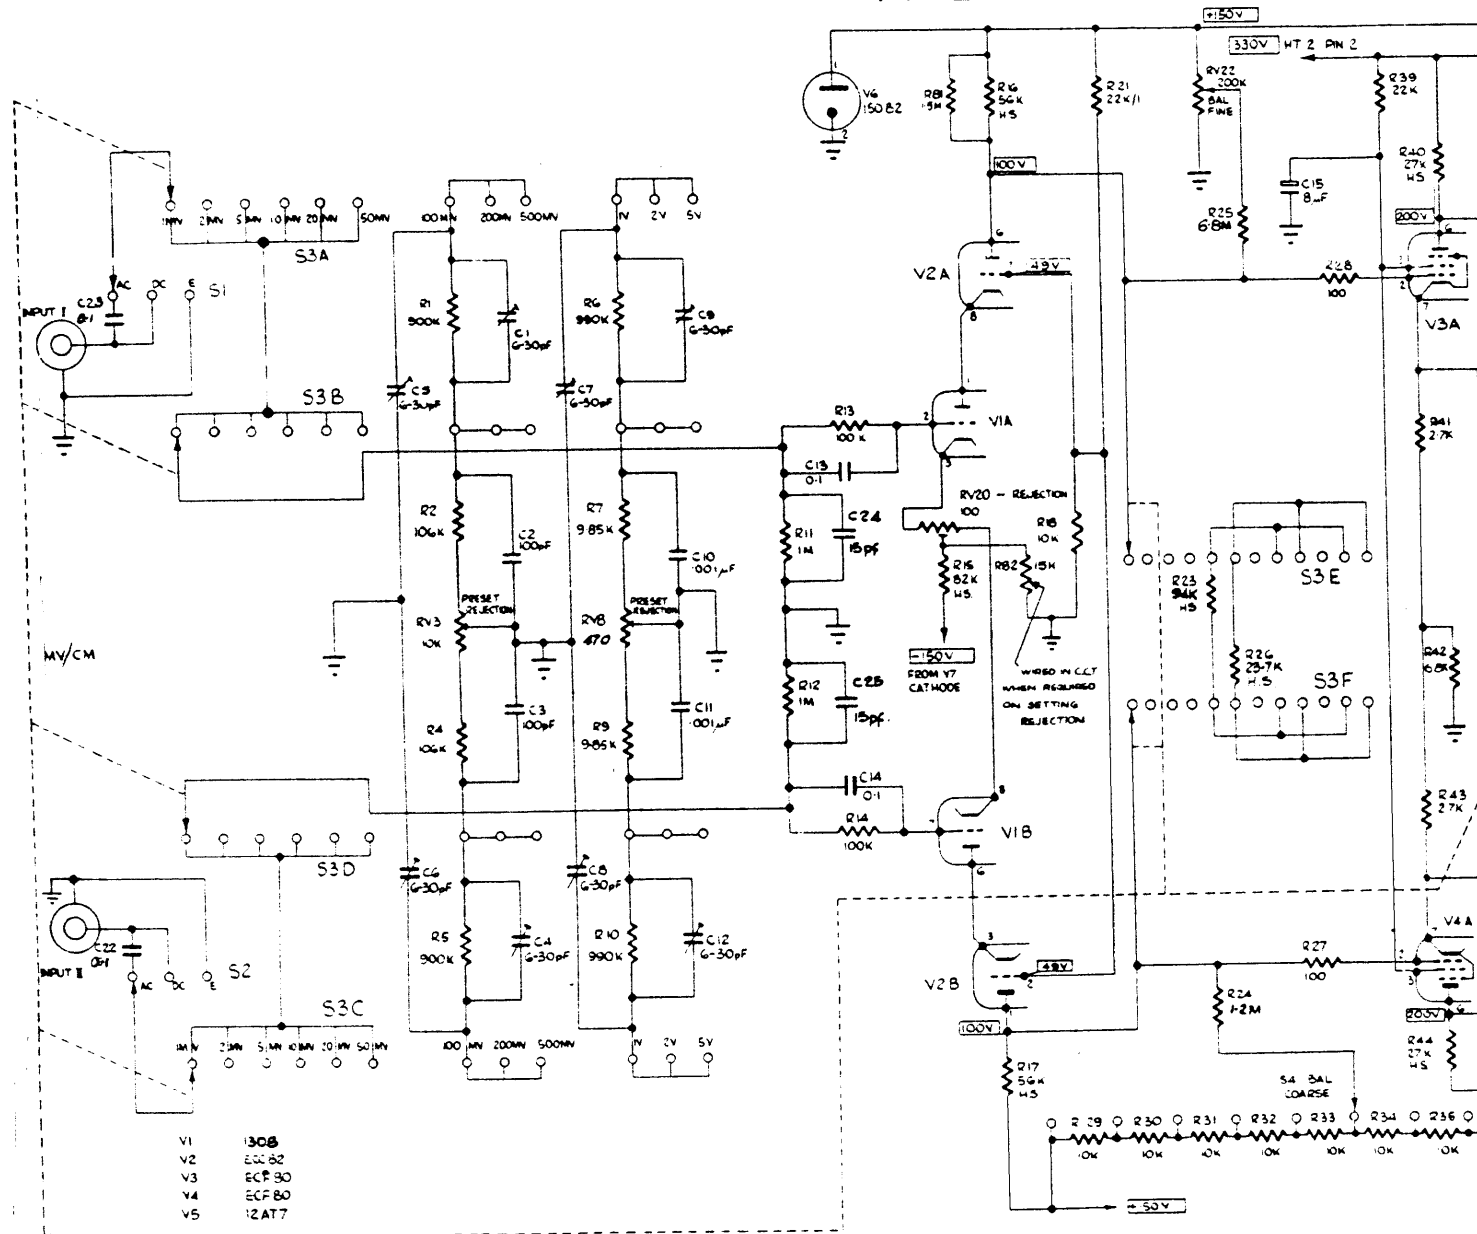 +150V
330V HT 2 PIN 2
V6
150B2
R81
R16
56K
HS
R21
22K/1
RV22
200K
BAL
FINE
R39
22K
R40
27K
HS
100V
C15
8µF
R25
6.8M
200V
1MV 2MV 5MV 10MV 20MV 50MV
S3A
100MV 200MV 500MV
1V 2V 5V
V2A
49V
R28
100
V3A
INPUT I
C23
AC DC E S1
R1
900K
C1
6-30pF
R6
990K
C9
6-30pF
C5
6-30pF
C7
6-30pF
S3B
R13
100K
V1A
C13
0.1
R41
2.7K
RV20 - REJECTION
100
R2
106K
C2
100pF
R7
9.85K
C10
.001µF
R11
1M
C24
15pf
R15
82K
HS
R82
15K
R18
10K
R23
94K
HS
S3E
PRESET
REJECTION
RV3
10K
PRESET
REJECTION
RV8
470
MV/CM
-150V
FROM V7
CATHODE
WIRED IN CCT
WHEN REQUIRED
ON SETTING
REJECTION
R26
23.7K
H.S
S3F
R42
6.8K
R12
1M
C25
15pf
R4
106K
C3
100pF
R9
9.85K
C11
.001µF
C14
0.1
R14
100K
V1B
R43
2.7K
S3D
C6
6-30pF
C8
6-30pF
C22
INPUT II
AC DC E S2
R5
900K
C4
6-30pF
R10
990K
C12
6-30pF
V2B
49V
R27
100
V4A
R24
1.2M
S3C
1MV 2MV 5MV 10MV 20MV 50MV
100MV 200MV 500MV
1V 2V 5V
100V
200V
R17
56K
HS
R44
27K
HS
S4 BAL
COARSE
R29 R30 R31 R32 R33 R34 R36
10K 10K 10K 10K 10K 10K 10K
V1 1308
V2 ECC82
V3 ECF80
V4 ECF80
V5 12AT7